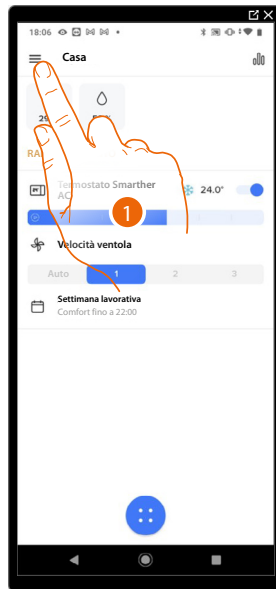 18:06
Casa
29
Termostato Smarther
AC
24.0°
1
Velocità ventola
Auto 1 2 3
Settimana lavorativa
Comfort fino a 22:00